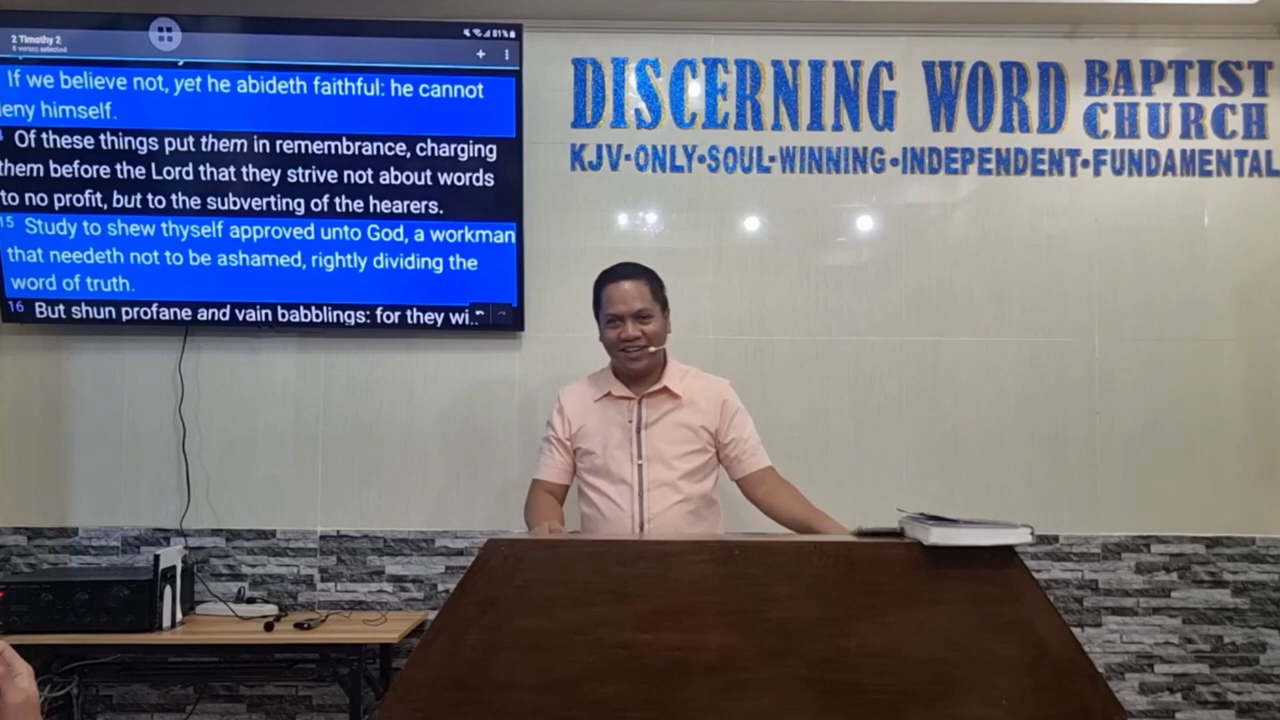 2 Timothy 2
6 verses selected
81%
If we believe not, yet he abideth faithful: he cannot
eny himself.
Of these things put them in remembrance, charging
them before the Lord that they strive not about words
to no profit, but to the subverting of the hearers.
15 Study to shew thyself approved unto God, a workman
that needeth not to be ashamed, rightly dividing the
word of truth.
16 But shun profane and vain babblings: for they wi..
DISCERNING WORD BAPTIST CHURCH
KJV-ONLY•SOUL-WINNING•INDEPENDENT•FUNDAMENTAL